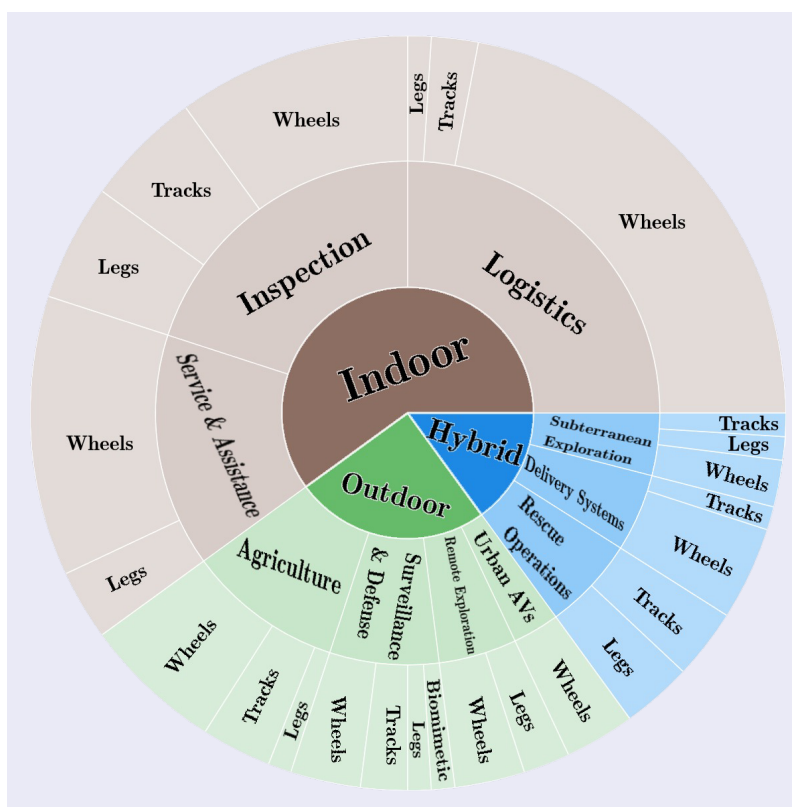 Indoor
Logistics
Wheels
Tracks
Legs
Inspection
Wheels
Tracks
Legs
Service & Assistance
Wheels
Legs
Outdoor
Agriculture
Wheels
Tracks
Legs
Surveillance
& Defense
Wheels
Tracks
Legs
Biomimetic
Remote Exploration
Wheels
Legs
Urban AVs
Wheels
Hybrid
Rescue
Operations
Legs
Tracks
Delivery Systems
Wheels
Tracks
Subterranean
Exploration
Wheels
Legs
Tracks